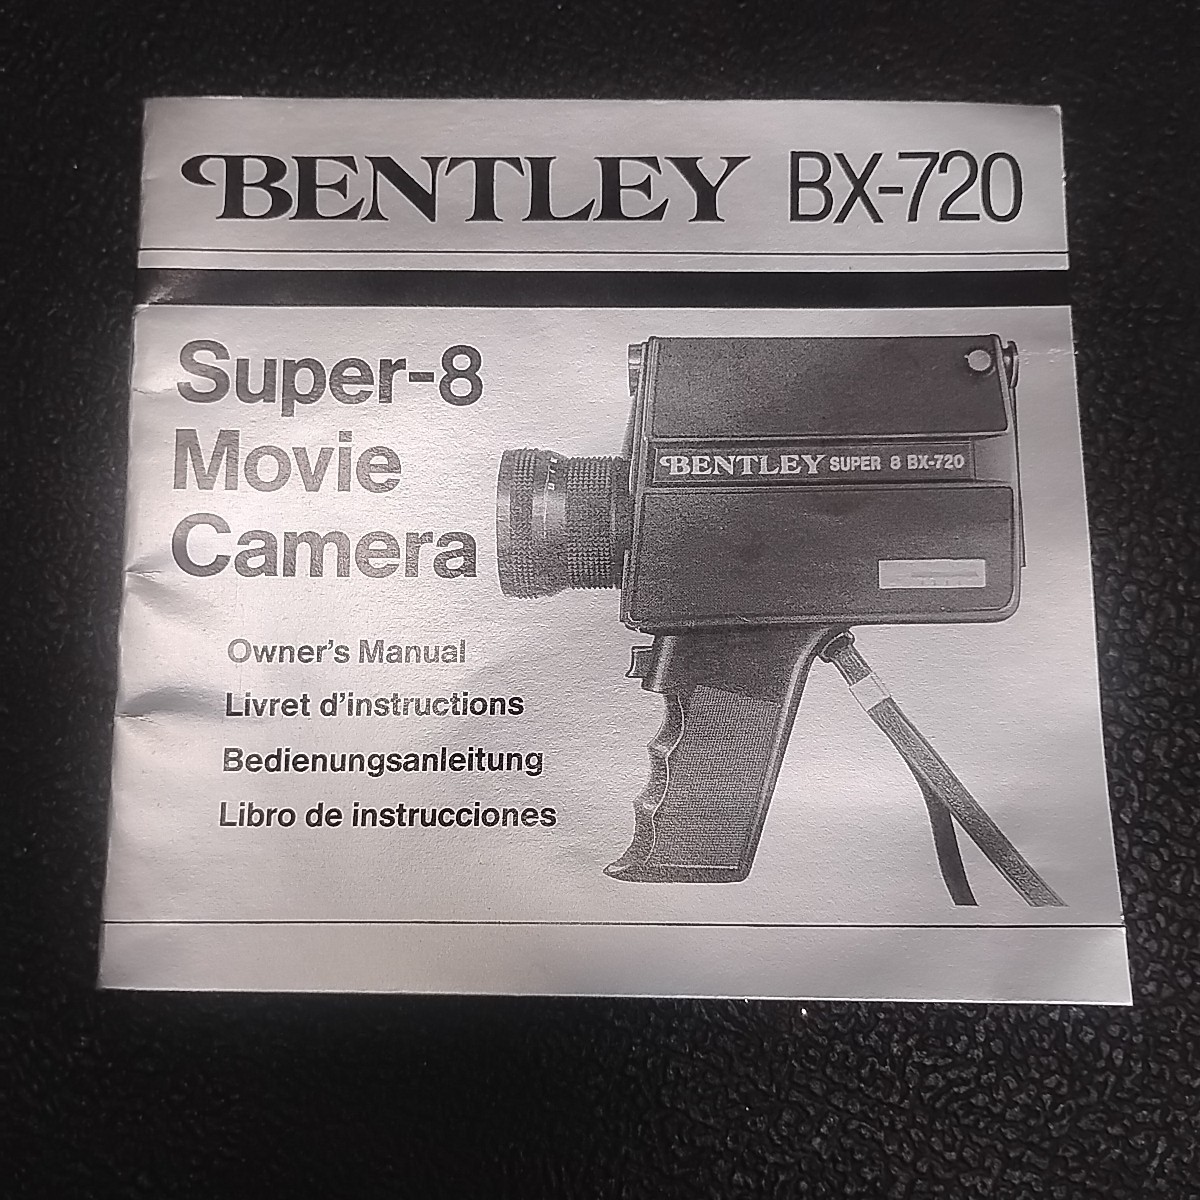 BENTLEY BX-720
Super-8
Movie
Camera
BENTLEY SUPER 8 BX-720
Owner's Manual
Livret d'instructions
Bedienungsanleitung
Libro de instrucciones